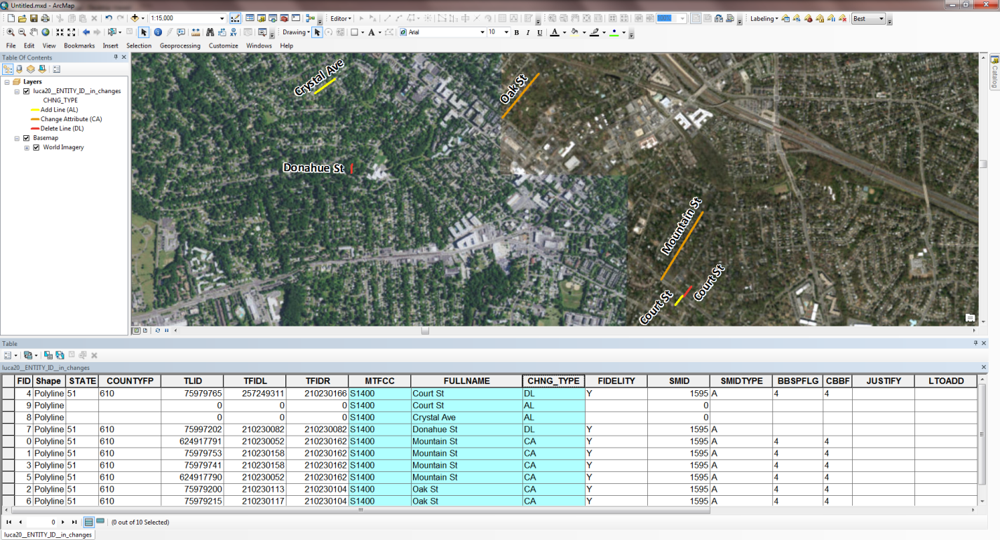 Untitled.mxd - ArcMap
1:15,000
Editor
Labeling
Best
Drawing
Arial
10
B I U A
File Edit View Bookmarks Insert Selection Geoprocessing Customize Windows Help
Table Of Contents
Layers
luca20__ENTITY_ID__in_changes
CHNG_TYPE
Add Line (AL)
Change Attribute (CA)
Delete Line (DL)
Basemap
World Imagery
Crystal Ave
Oak St
Donahue St
Mountain St
Court St
Court St
Catalog
Table
luca20__ENTITY_ID__in_changes
FID Shape STATE COUNTYFP TLID TFIDL TFIDR MTFCC FULLNAME CHNG_TYPE FIDELITY SMID SMIDTYPE BBSPFLG CBBF JUSTIFY LTOADD
4 Polyline 51 610 75979765 257249311 210230166 S1400 Court St DL Y 1595 A 4 4
9 Polyline 0 0 0 S1400 Court St AL 0
8 Polyline 0 0 0 S1400 Crystal Ave AL 0
7 Polyline 51 610 75997202 210230082 210230082 S1400 Donahue St DL Y 1595 A
0 Polyline 51 610 624917791 210230052 210230162 S1400 Mountain St CA Y 1595 A 4 4
1 Polyline 51 610 75979753 210230158 210230162 S1400 Mountain St CA Y 1595 A 4 4
3 Polyline 51 610 75979741 210230158 210230162 S1400 Mountain St CA Y 1595 A 4 4
5 Polyline 51 610 624917790 210230052 210230162 S1400 Mountain St CA Y 1595 A 4 4
2 Polyline 51 610 75979200 210230113 210230104 S1400 Oak St CA Y 1595 A 4 4
6 Polyline 51 610 75979215 210230117 210230104 S1400 Oak St CA Y 1595 A 4 4
0 (0 out of 10 Selected)
luca20__ENTITY_ID__in_changes